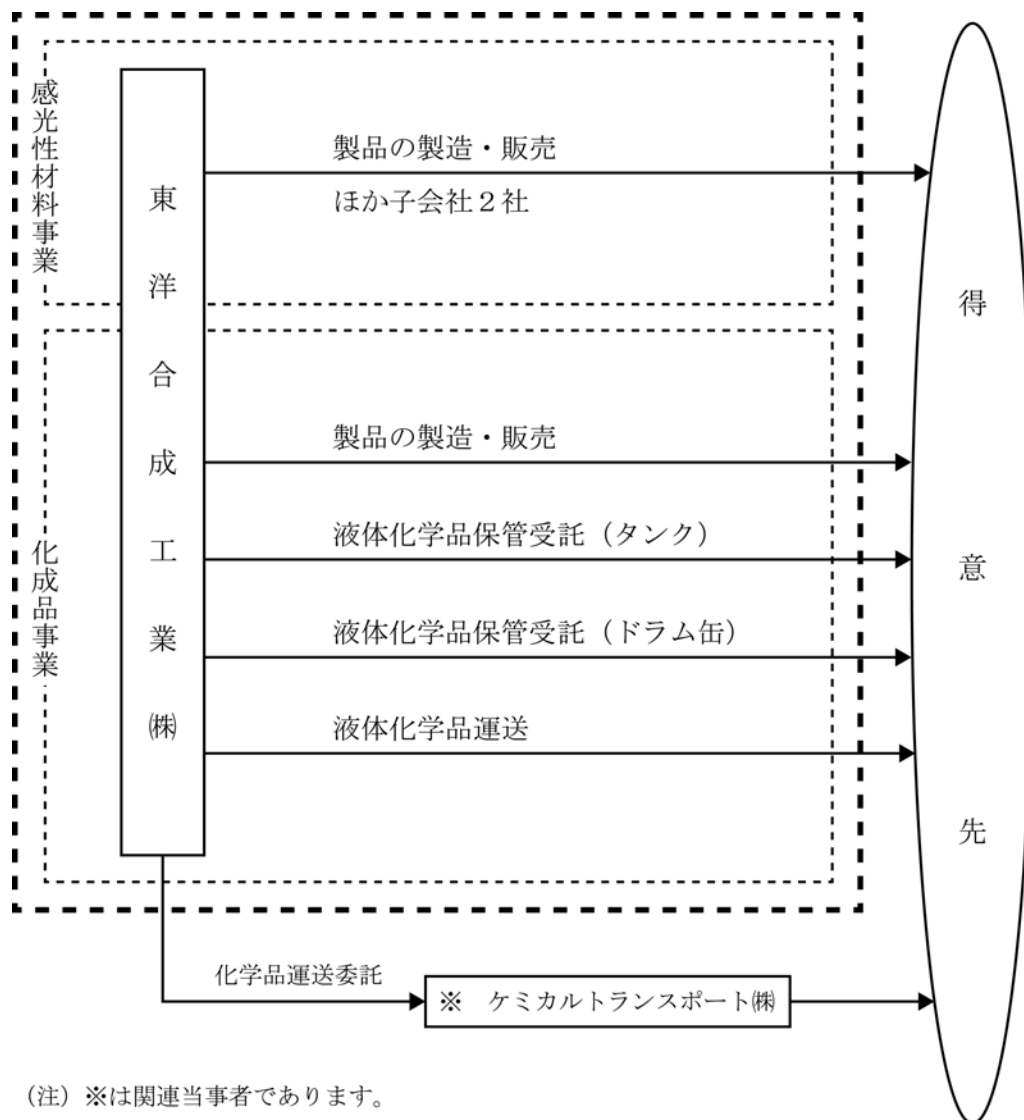 感光性材料事業
東洋合成工業㈱
製品の製造・販売
ほか子会社２社
得意先
化成品事業
製品の製造・販売
液体化学品保管受託（タンク）
液体化学品保管受託（ドラム缶）
液体化学品運送
化学品運送委託
※　ケミカルトランスポート㈱
（注）※は関連当事者であります。